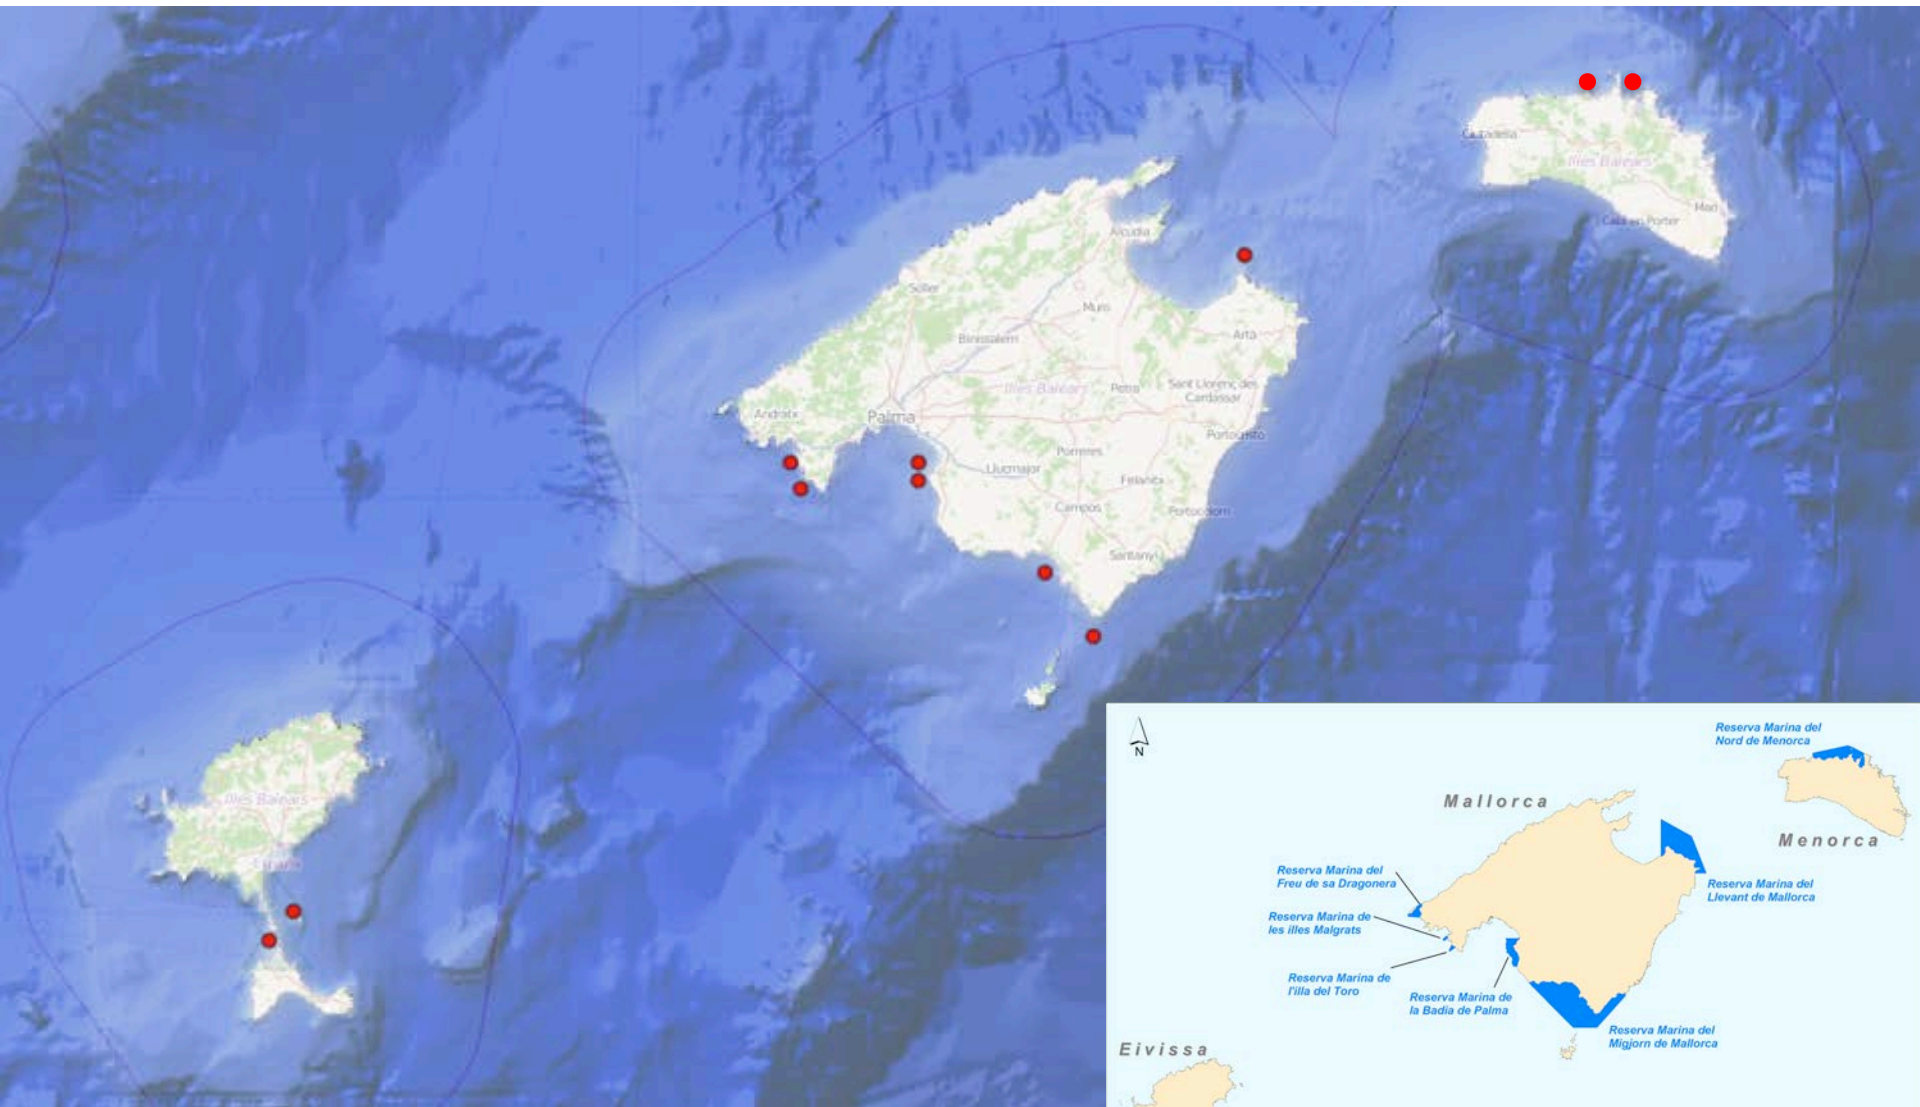 Ciutadella
Illes Balears
Maó
Cala en Porter
Alcúdia
Sóller
Muro
Binissalem
Artà
Illes Balears
Petra
Sant Llorenç des
Cardassar
Andratx
Palma
Portocristo
Porreres
Llucmajor
Felanitx
Campos
Portocolom
Santanyí
Illes Balears
N
Reserva Marina del
Nord de Menorca
Mallorca
Menorca
Reserva Marina del
Freu de sa Dragonera
Reserva Marina del
Llevant de Mallorca
Reserva Marina de
les illes Malgrats
Reserva Marina de
l'illa del Toro
Reserva Marina de
la Badia de Palma
Reserva Marina del
Migjorn de Mallorca
Eivissa